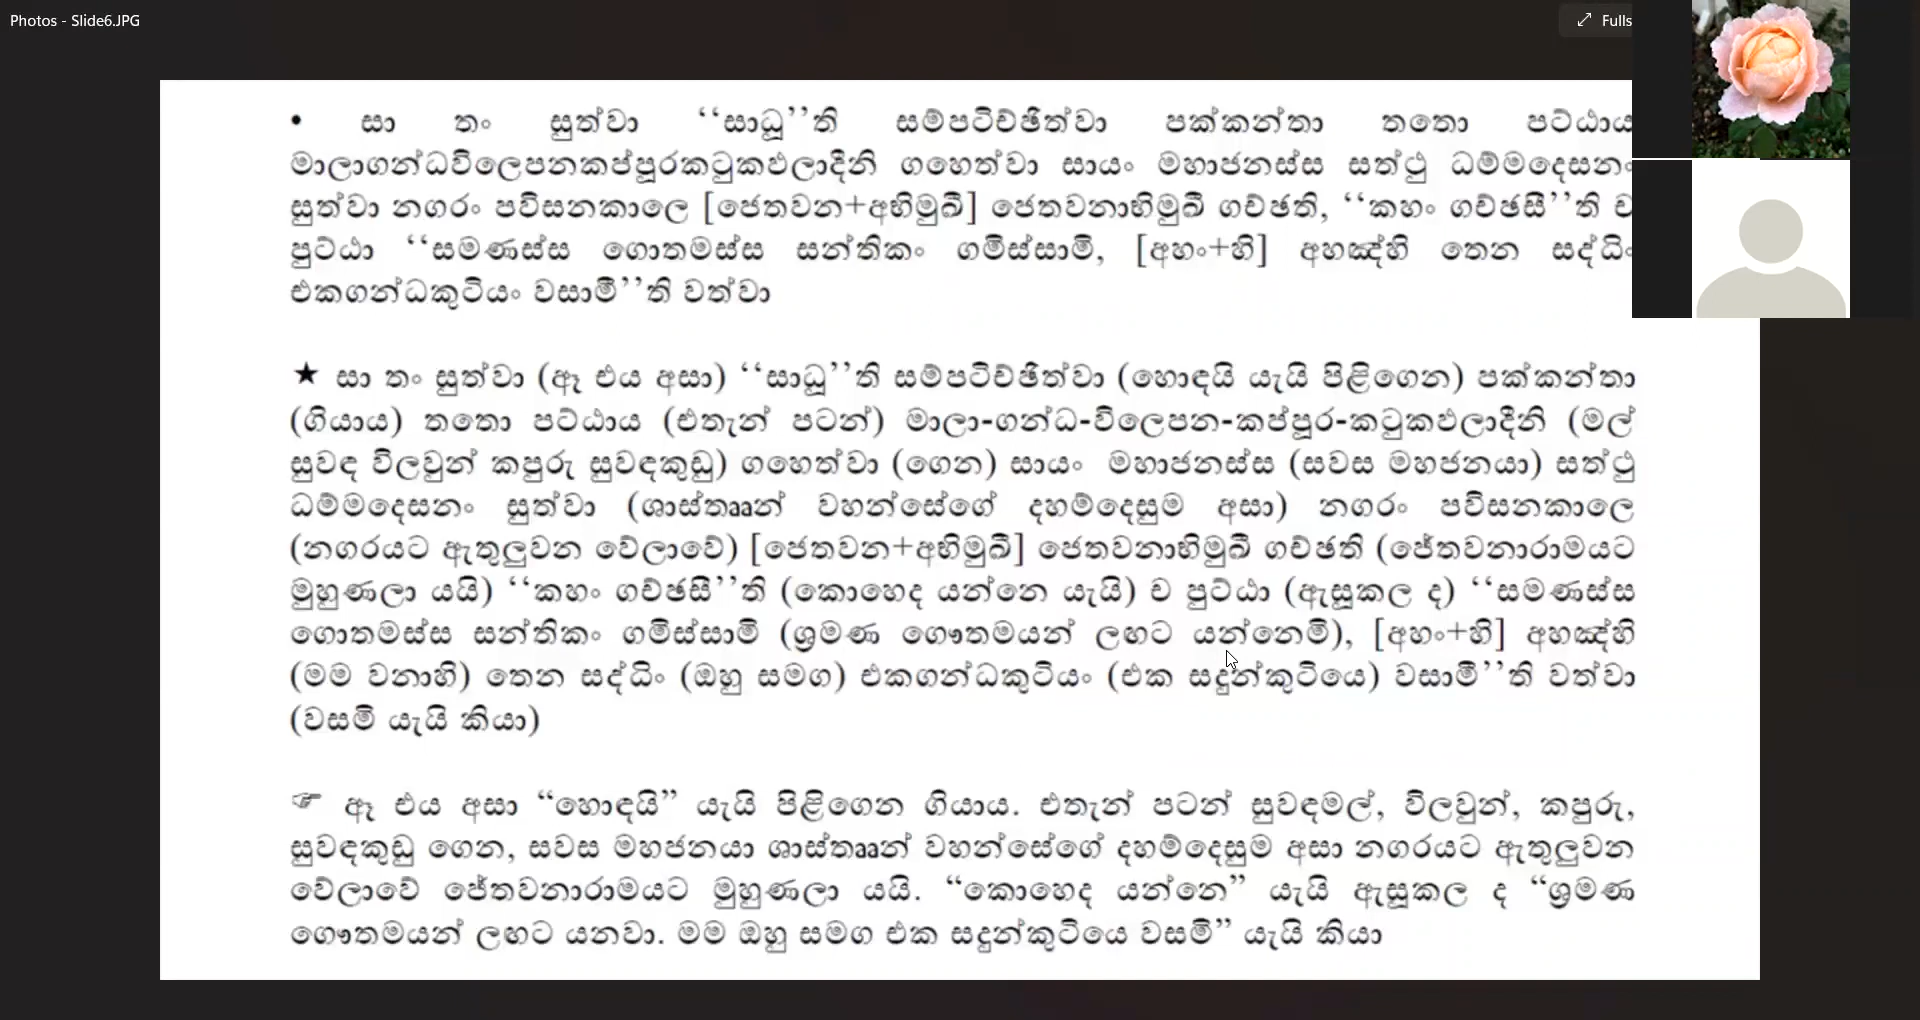 Photos - Slide6.JPG
Fulls
• සා තං සුත්වා ‘‘සාධූ’’ති සම්පටිච්ඡිත්වා පක්කන්තා තතො පට්ඨාය
මාලාගන්ධවිලෙපනකප්පූරකටුකඵලාදීනි ගහෙත්වා සායං මහාජනස්ස සත්ථු ධම්මදෙසනං
සුත්වා නගරං පවිසනකාලෙ [ජෙතවන+අභිමුඛී] ජෙතවනාභිමුඛී ගච්ඡති, ‘‘කහං ගච්ඡසී’’ති ච
පුට්ඨා ‘‘සමණස්ස ගොතමස්ස සන්තිකං ගමිස්සාමි, [අහං+හි] අහඤ්හි තෙන සද්ධිං
එකගන්ධකුටියං වසාමී’’ති වත්වා
★ සා තං සුත්වා (ඈ එය අසා) ‘‘සාධූ’’ති සම්පටිච්ඡිත්වා (හොඳයි යැයි පිළිගෙන) පක්කන්තා
(ගියාය) තතො පට්ඨාය (එතැන් පටන්) මාලා-ගන්ධ-විලෙපන-කප්පූර-කටුකඵලාදීනි (මල්
සුවඳ විලවුන් කපුරු සුවඳකුඩු) ගහෙත්වා (ගෙන) සායං මහාජනස්ස (සවස මහජනයා) සත්ථු
ධම්මදෙසනං සුත්වා (ශාස්තෲන් වහන්සේගේ දහම්දෙසුම අසා) නගරං පවිසනකාලෙ
(නගරයට ඇතුලුවන වේලාවේ) [ජෙතවන+අභිමුඛී] ජෙතවනාභිමුඛී ගච්ඡති (ජේතවනාරාමයට
මුහුණලා යයි) ‘‘කහං ගච්ඡසී’’ති (කොහෙද යන්නෙ යැයි) ච පුට්ඨා (ඇසූකල ද) ‘‘සමණස්ස
ගොතමස්ස සන්තිකං ගමිස්සාමි (ශ්‍රමණ ගෞතමයන් ලඟට යන්නෙමි), [අහං+හි] අහඤ්හි
(මම වනාහි) තෙන සද්ධිං (ඔහු සමග) එකගන්ධකුටියං (එක සඳුන්කුටියෙ) වසාමී’’ති වත්වා
(වසමි යැයි කියා)
☞ ඈ එය අසා “හොඳයි” යැයි පිළිගෙන ගියාය. එතැන් පටන් සුවඳමල්, විලවුන්, කපුරු,
සුවඳකුඩු ගෙන, සවස මහජනයා ශාස්තෲන් වහන්සේගේ දහම්දෙසුම අසා නගරයට ඇතුලුවන
වේලාවේ ජේතවනාරාමයට මුහුණලා යයි. “කොහෙද යන්නෙ” යැයි ඇසූකල ද “ශ්‍රමණ
ගෞතමයන් ලඟට යනවා. මම ඔහු සමග එක සඳුන්කුටියෙ වසමි” යැයි කියා